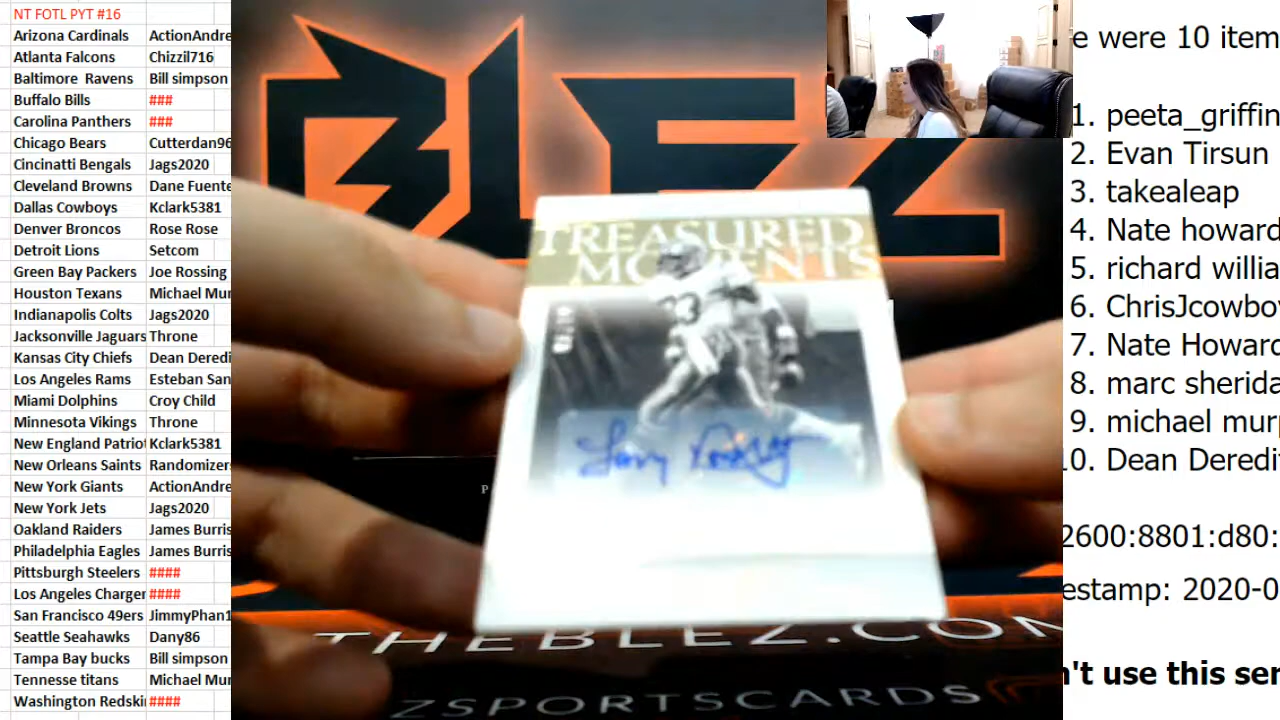 NT FOTL PYT #16
Arizona Cardinals ActionAndre
Atlanta Falcons Chizzil716
Baltimore Ravens Bill simpson
Buffalo Bills ###
Carolina Panthers ###
Chicago Bears Cutterdan96
Cincinatti Bengals Jags2020
Cleveland Browns Dane Fuente
Dallas Cowboys Kclark5381
Denver Broncos Rose Rose
Detroit Lions Setcom
Green Bay Packers Joe Rossing
Houston Texans Michael Mur
Indianapolis Colts Jags2020
Jacksonville Jaguars Throne
Kansas City Chiefs Dean Deredi
Los Angeles Rams Esteban San
Miami Dolphins Croy Child
Minnesota Vikings Throne
New England Patriot Kclark5381
New Orleans Saints Randomizer
New York Giants ActionAndre
New York Jets Jags2020
Oakland Raiders James Burris
Philadelphia Eagles James Burris
Pittsburgh Steelers ####
Los Angeles Charger ####
San Francisco 49ers JimmyPhan1
Seattle Seahawks Dany86
Tampa Bay bucks Bill simpson
Tennesse titans Michael Mur
Washington Redski ####
BLEZ
TREASURED
MOMENTS
33
THEBLEZ.COM
ZSPORTSCARDS
e were 10 item
1. peeta_griffin
2. Evan Tirsun
3. takealeap
4. Nate howard
5. richard willia
6. ChrisJcowboy
7. Nate Howard
8. marc sherida
9. michael murp
10. Dean Deredit
2600:8801:d80:
estamp: 2020-0
n't use this ser